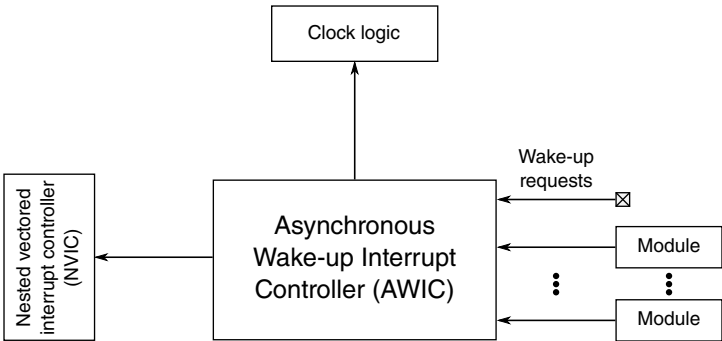 Clock logic
Wake-up
requests
Nested vectored
interrupt controller
(NVIC)
Asynchronous
Wake-up Interrupt
Controller (AWIC)
Module
Module